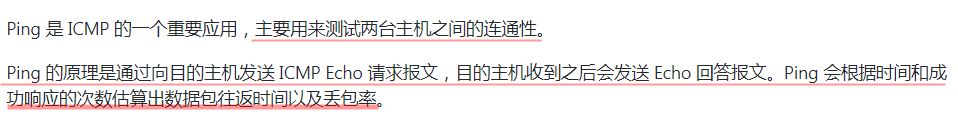 Ping 是 ICMP 的一个重要应用，主要用来测试两台主机之间的连通性。
Ping 的原理是通过向目的主机发送 ICMP Echo 请求报文，目的主机收到之后会发送 Echo 回答报文。Ping 会根据时间和成
功响应的次数估算出数据包往返时间以及丢包率。